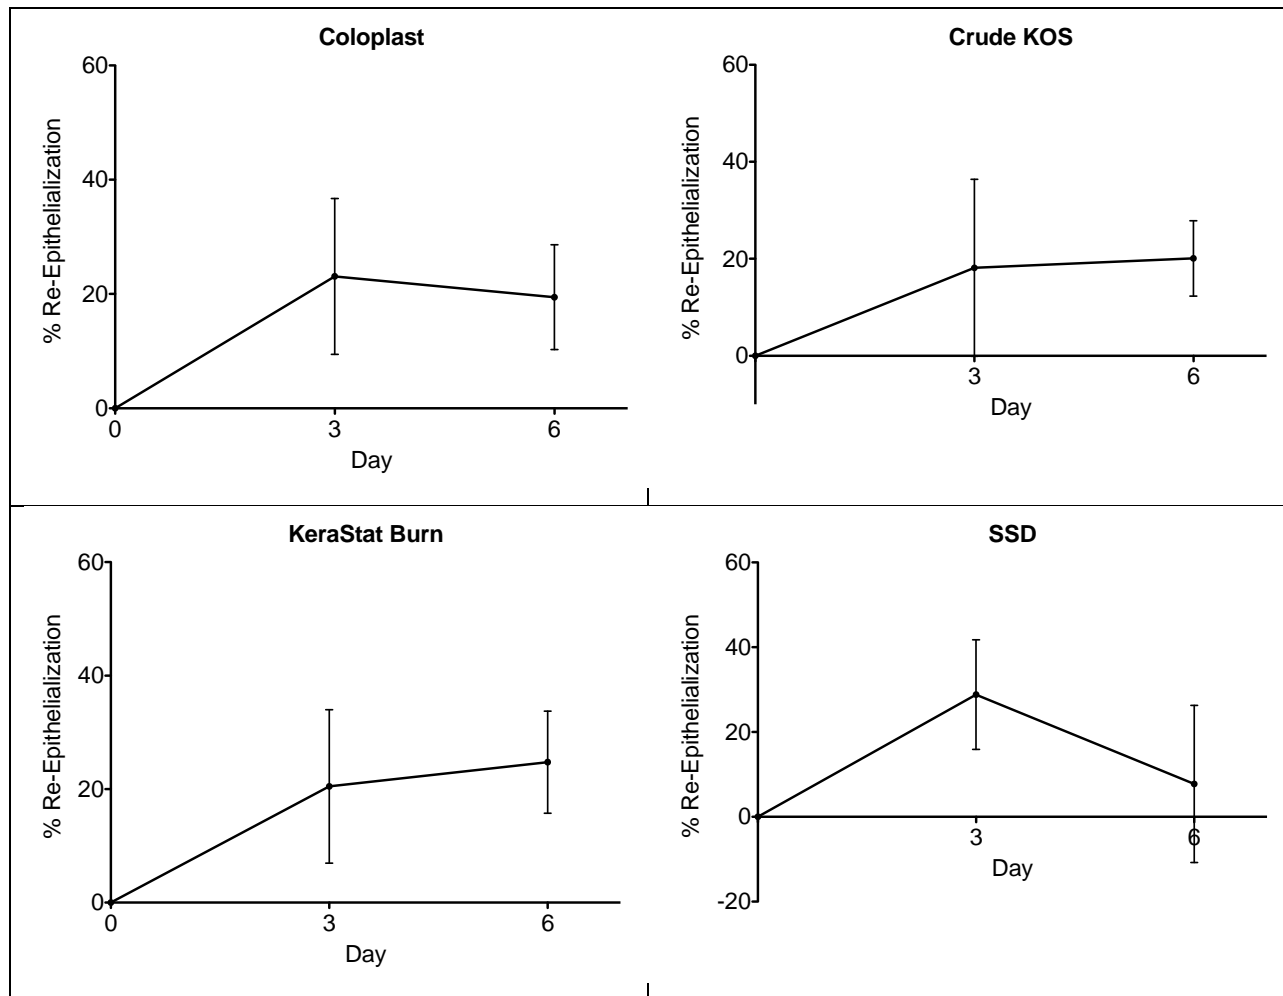 Coloplast
60
40
20
0
% Re-Epithelialization
0 3 6
Day
Crude KOS
60
40
20
0
% Re-Epithelialization
3 6
Day
KeraStat Burn
60
40
20
0
% Re-Epithelialization
0 3 6
Day
SSD
60
40
20
0
-20
% Re-Epithelialization
3 6
Day